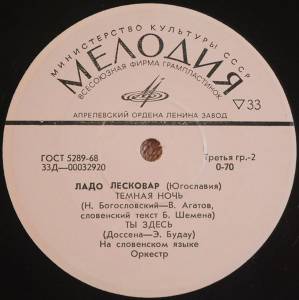 МИНИСТЕРСТВО КУЛЬТУРЫ СССР
МЕЛОДИЯ
ВСЕСОЮЗНАЯ ФИРМА ГРАМПЛАСТИНОК
▽33
АПРЕЛЕВСКИЙ ОРДЕНА ЛЕНИНА ЗАВОД
ГОСТ 5289-68
33Д—00032920
Третья гр.-2
0-70
ЛАДО ЛЕСКОВАР (Югославия)
ТЕМНАЯ НОЧЬ
(Н. Богословский—В. Агатов,
словенский текст Б. Шемена)
ТЫ ЗДЕСЬ
(Доссена—Э. Будау)
На словенском языке
Оркестр